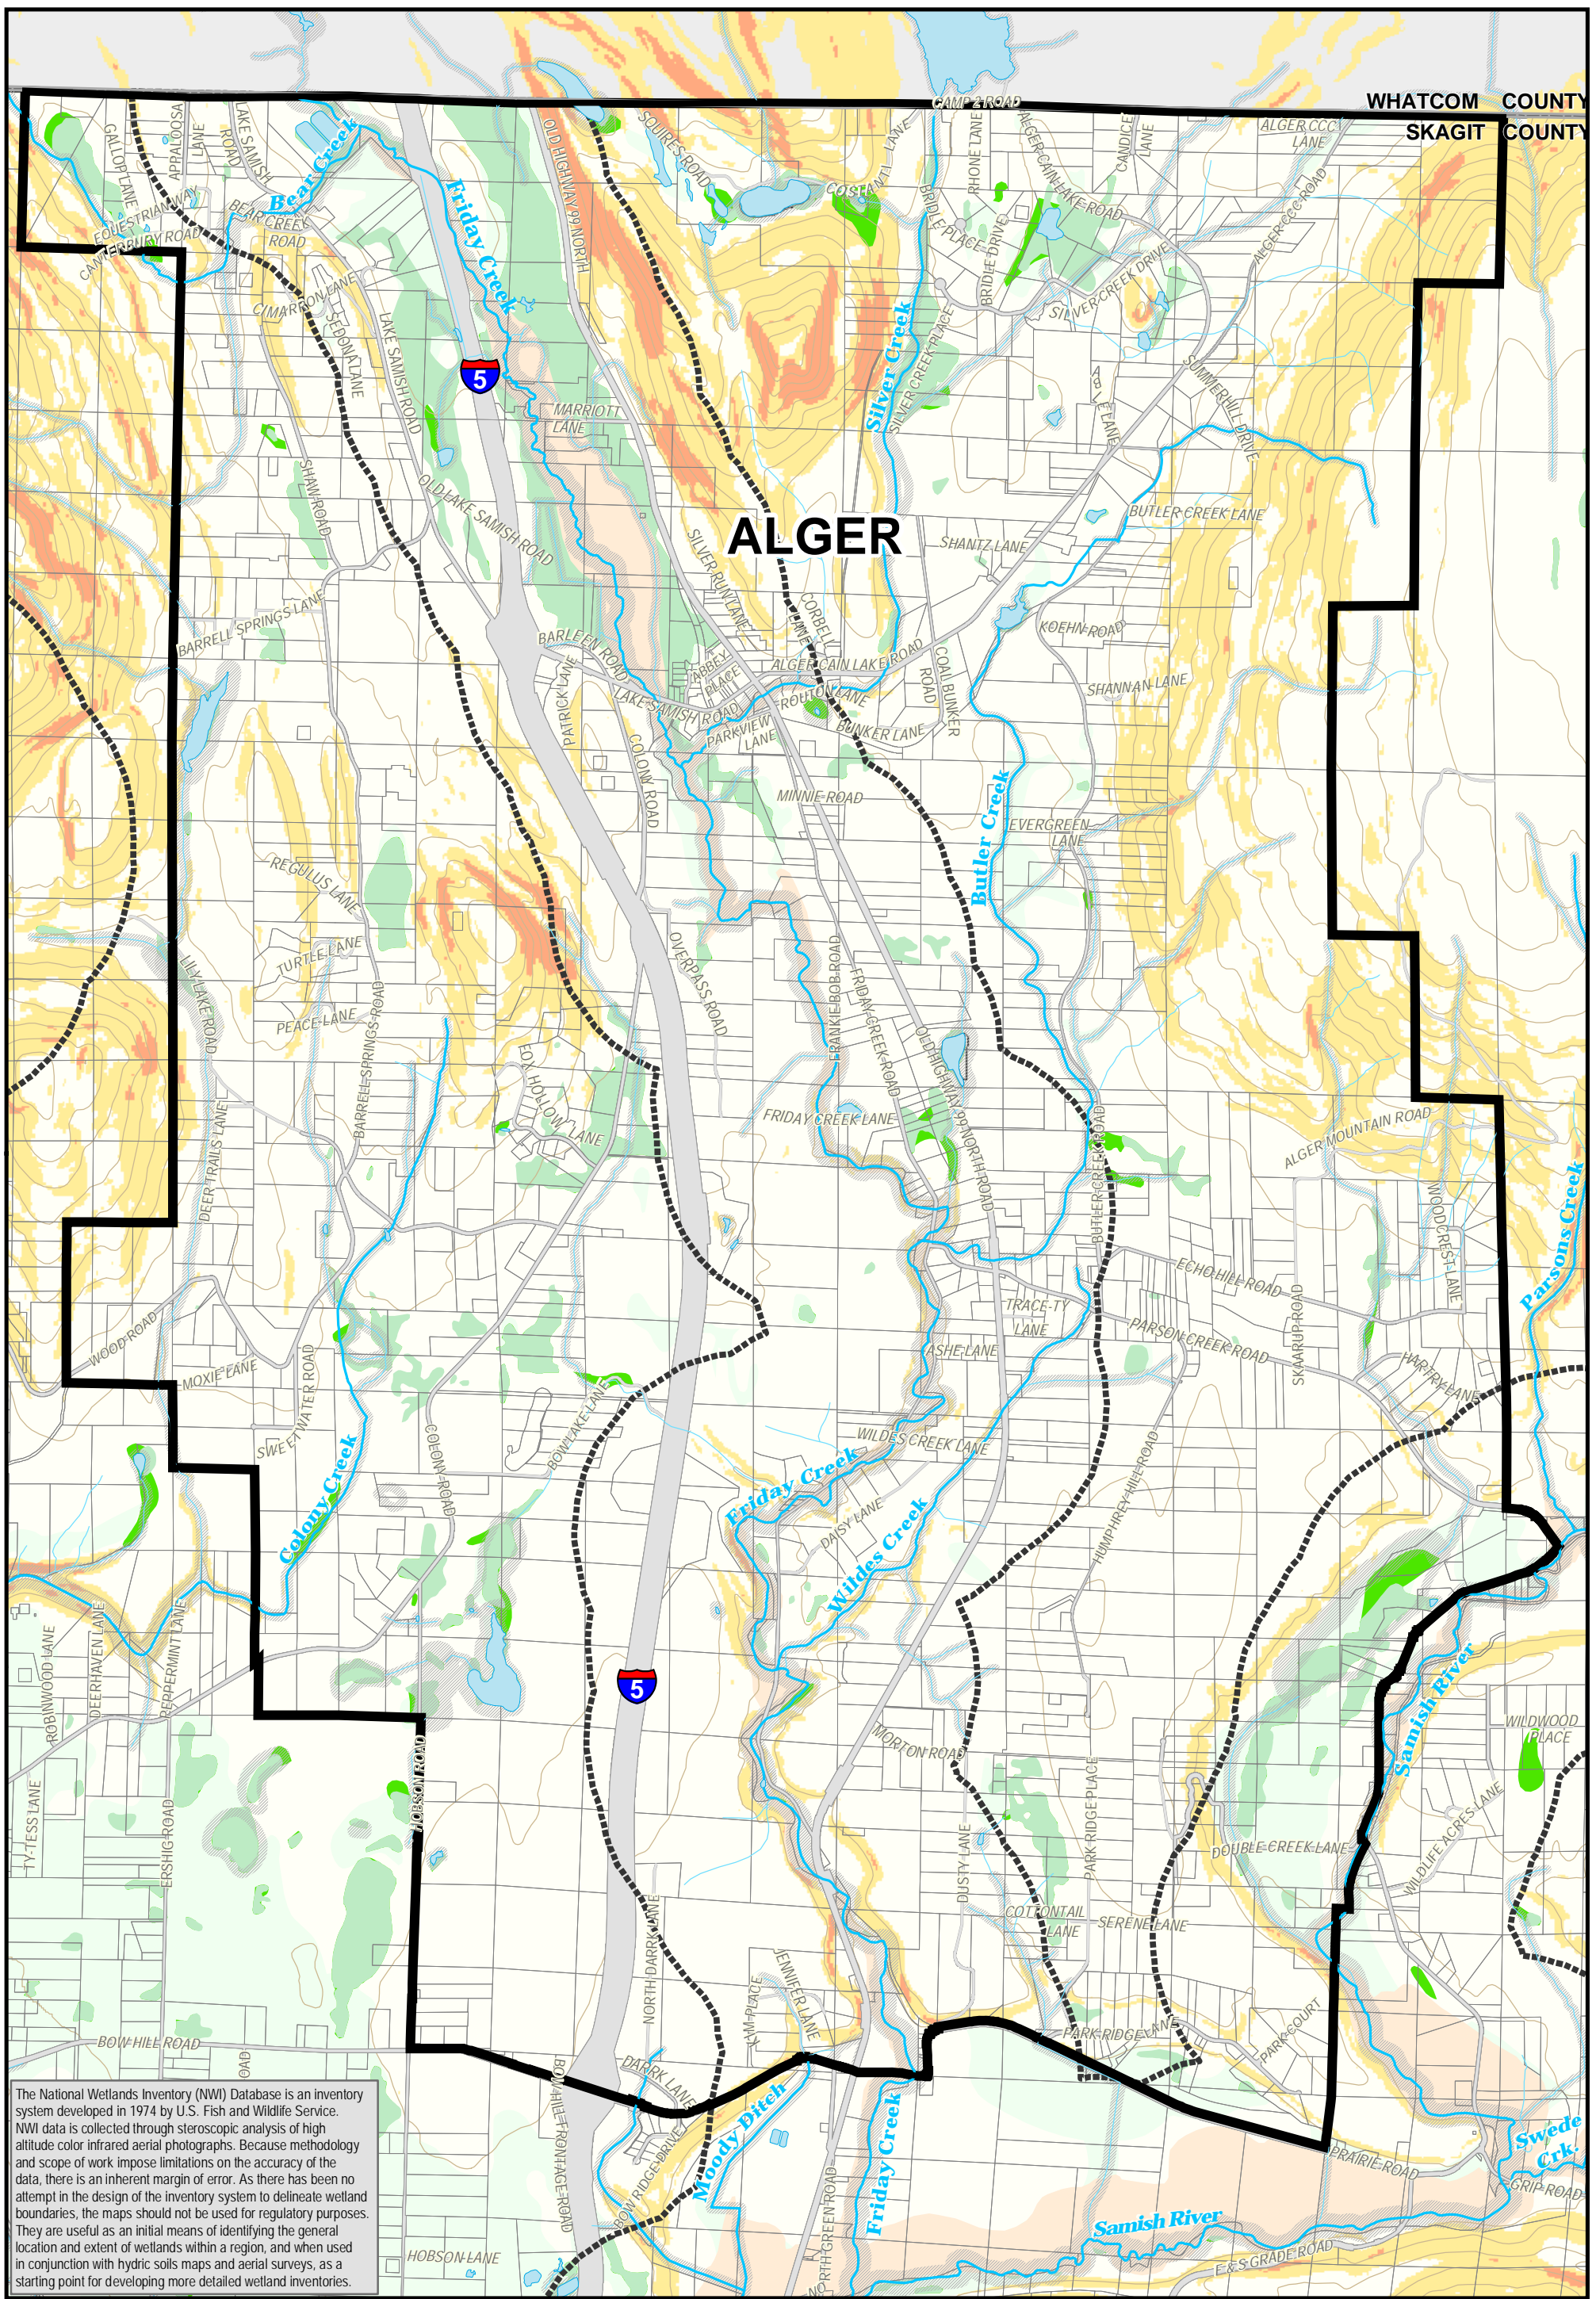 WHATCOM COUNTY
SKAGIT COUNTY
CAMP 2 ROAD
ALGER CCC
LANE
GALLOP LANE
APPALOOSA
LANE
LAKE SAMISH
ROAD
Bear Creek
OLD HIGHWAY 99 NORTH
SQUIRES ROAD
COSTANTI LANE
RHONE LANE
ALGER CAIN LAKE ROAD
CANDICE
LANE
ALGER CCC ROAD
EQUESTRIAN WAY
CANTERBURY ROAD
BEAR CREEK
ROAD
Friday Creek
BRIDLE PLACE
BRIDLE DRIVE
SILVER CREEK DRIVE
CIMARRON LANE
SEDONA LANE
LAKE SAMISH ROAD
5
Silver Creek
SILVER CREEK PLACE
SUMMERHILL DRIVE
MARRIOTT
LANE
SHAW ROAD
OLD LAKE SAMISH ROAD
ALGER
SILVER RUN LANE
SHANTZ LANE
BUTLER CREEK LANE
BARRELL SPRINGS LANE
BARLEEN ROAD
PATRICK LANE
ABBEY
PLACE
CORBELL
LANE
ALGER CAIN LAKE ROAD
KOEHN ROAD
COAL BUNKER
ROAD
SHANNAN LANE
LAKE SAMISH ROAD
TROUTON LANE
PARKVIEW
LANE
BUNKER LANE
COLONY ROAD
MINNIE ROAD
Butler Creek
EVERGREEN
LANE
REGULUS LANE
TURTLE LANE
LILY LAKE ROAD
PEACE LANE
BARRELL SPRINGS ROAD
OVERPASS ROAD
FRANKIE BOB ROAD
FRIDAY CREEK ROAD
OLD HIGHWAY 99 NORTH ROAD
FOX HOLLOW LANE
FRIDAY CREEK LANE
DEER TRAILS LANE
BUTLER CREEK ROAD
ALGER MOUNTAIN ROAD
WOODCREST LANE
Parsons Creek
ECHO HILL ROAD
SKAARUP ROAD
TRACE-TY
LANE
PARSON CREEK ROAD
ASHE LANE
HARTRY LANE
WOOD ROAD
MOXIE LANE
SWEETWATER ROAD
Colony Creek
COLONY ROAD
BOW LAKE LANE
WILDES CREEK LANE
Friday Creek
DAISY LANE
Wildes Creek
HUMPHREY HILL ROAD
ROBINWOOD LANE
DEERHAVEN LANE
PEPPERMINT LANE
5
Samish River
WILDWOOD
PLACE
MORTON ROAD
HOBSON ROAD
TY-TESS LANE
ERSHIG ROAD
DUSTY LANE
PARK RIDGE PLACE
DOUBLE CREEK LANE
WILDLIFE ACRES LANE
COTTONTAIL
LANE
SERENE LANE
NORTH DARRK LANE
JENNIFER LANE
BOW HILL ROAD
OAD
PARK RIDGE LANE
PARK COURT
DARRK LANE
BOW HILL FRONTAGE ROAD
BOW RIDGE DRIVE
Moody Ditch
Friday Creek
NORTH GREEN ROAD
PRAIRIE ROAD
Swede
Crk.
GRIP ROAD
Samish River
E & S GRADE ROAD
HOBSON LANE
The National Wetlands Inventory (NWI) Database is an inventory
system developed in 1974 by U.S. Fish and Wildlife Service.
NWI data is collected through steroscopic analysis of high
altitude color infrared aerial photographs. Because methodology
and scope of work impose limitations on the accuracy of the
data, there is an inherent margin of error. As there has been no
attempt in the design of the inventory system to delineate wetland
boundaries, the maps should not be used for regulatory purposes.
They are useful as an initial means of identifying the general
location and extent of wetlands within a region, and when used
in conjunction with hydric soils maps and aerial surveys, as a
starting point for developing more detailed wetland inventories.